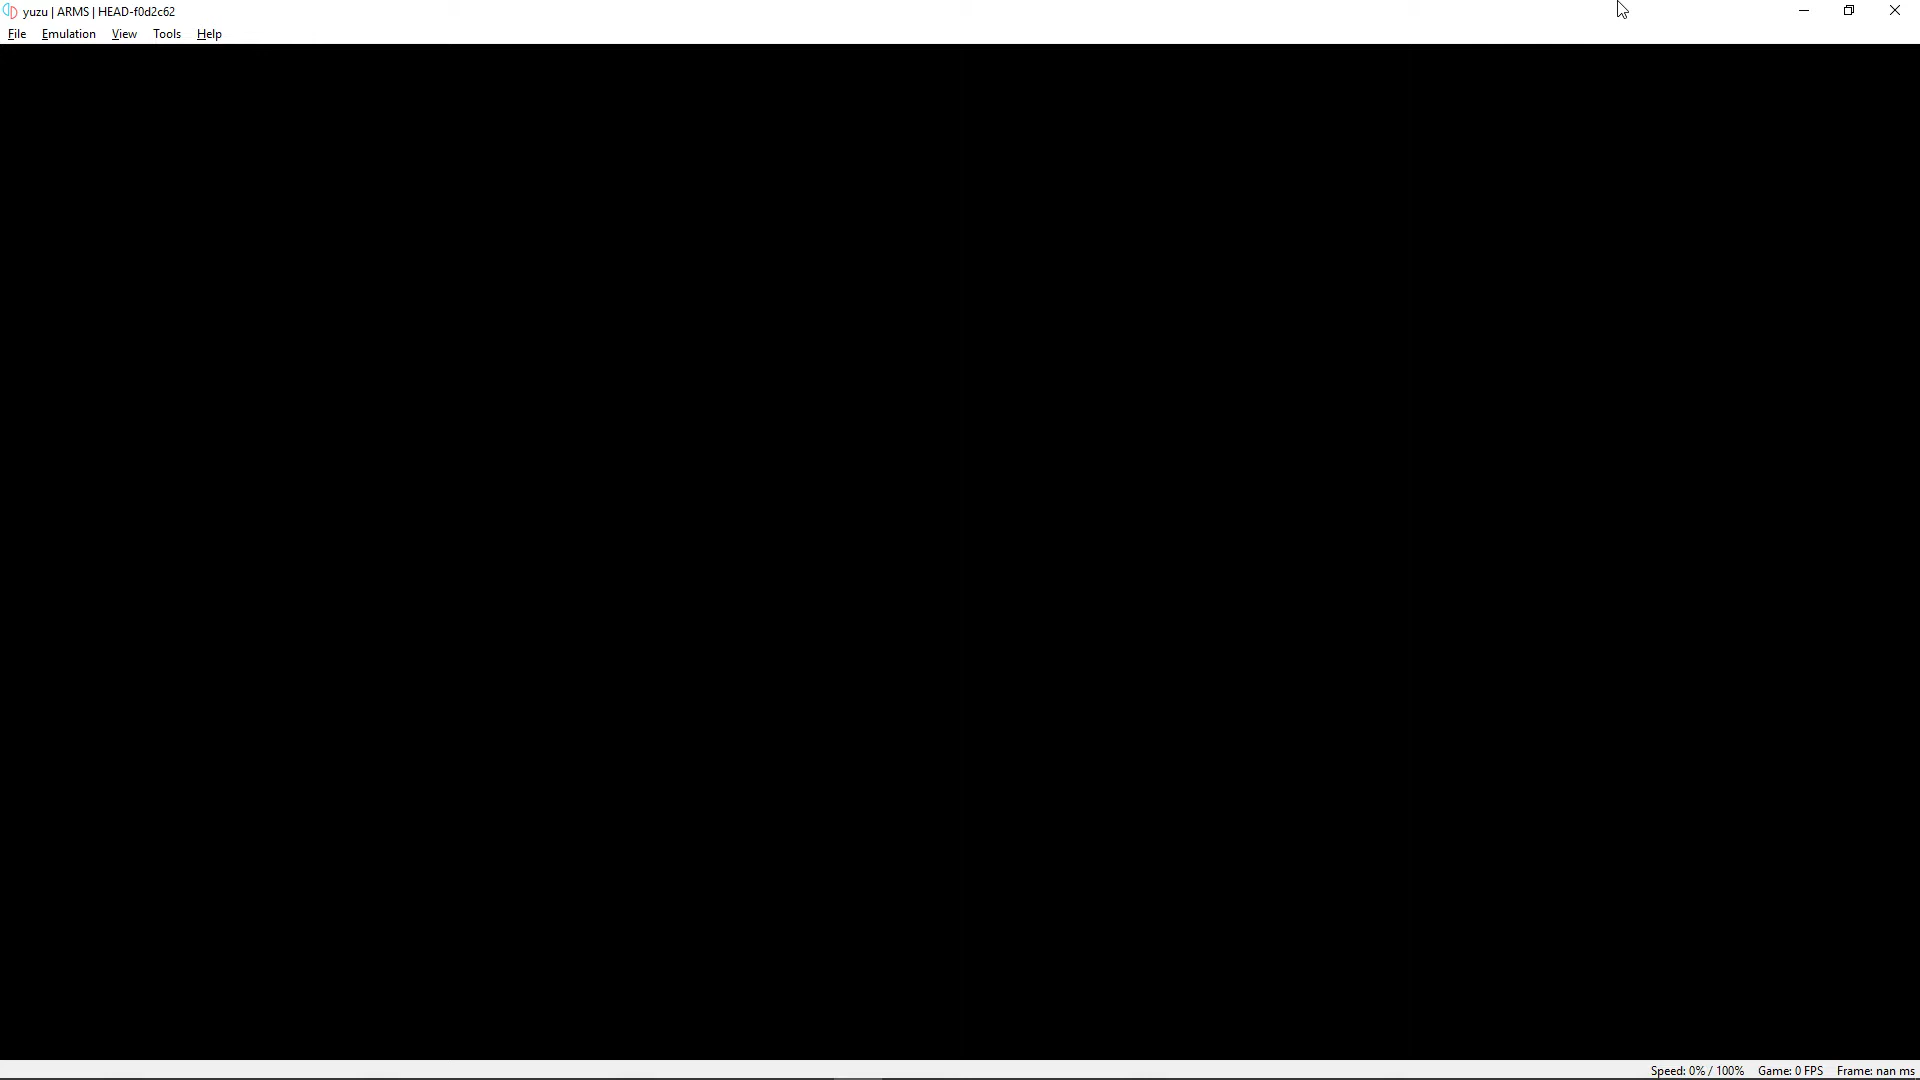 yuzu | ARMS | HEAD-f0d2c62
File Emulation View Tools Help
Speed: 0% / 100% Game: 0 FPS Frame: nan ms